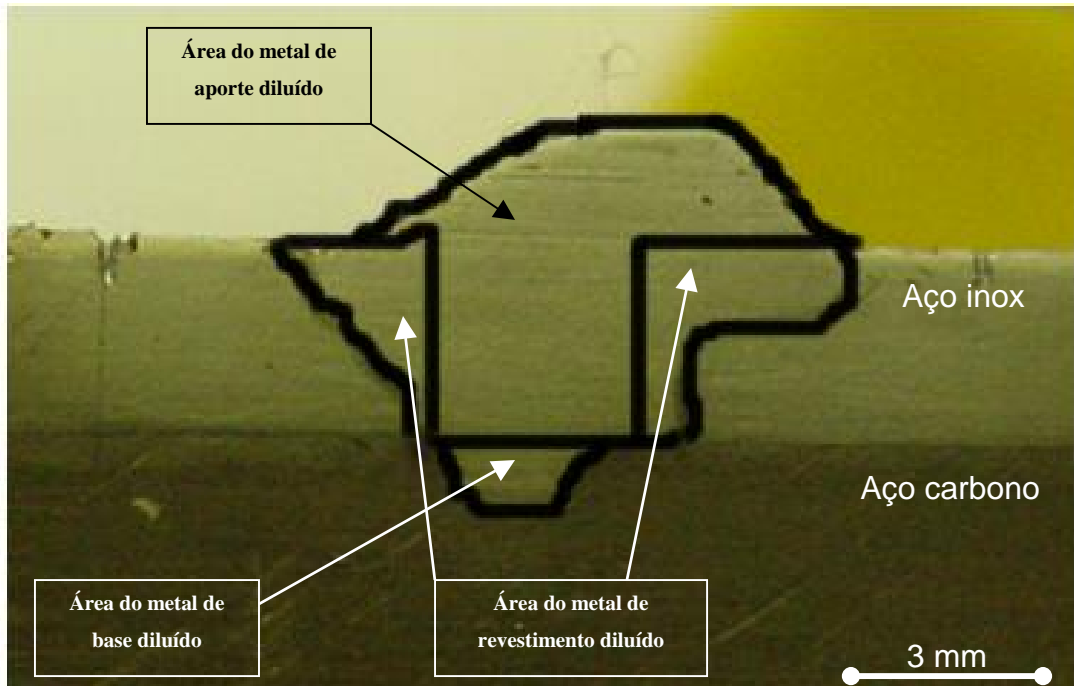 Área do metal de
aporte diluído
Aço inox
Aço carbono
Área do metal de
base diluído
Área do metal de
revestimento diluído
3 mm